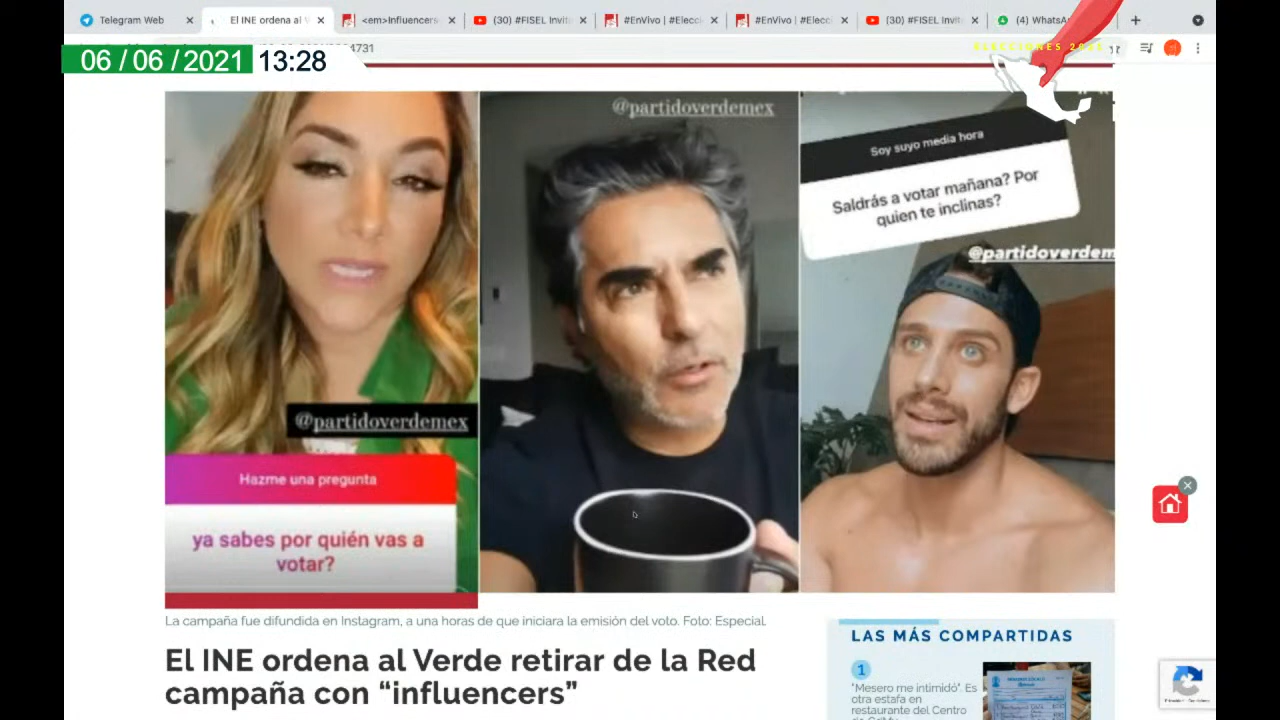 Telegram Web
El INE ordena al V
<em>Influencers
(30) #FISEL Invit
#EnVivo | #Elecci
#EnVivo | #Elecc
(30) #FISEL Invit
(4) WhatsA
4731
06/06/2021 13:28
@partidoverdemex
Soy suyo media hora
Saldrás a votar mañana? Por
quien te inclinas?
@partidoverdem
@partidoverdemex
Hazme una pregunta
ya sabes por quién vas a
votar?
La campaña fue difundida en Instagram, a una horas de que iniciara la emisión del voto. Foto: Especial.
El INE ordena al Verde retirar de la Red
campaña con “influencers”
LAS MÁS COMPARTIDAS
1
"Mesero me intimidó". Es
otra estafa en
restaurante del Centro